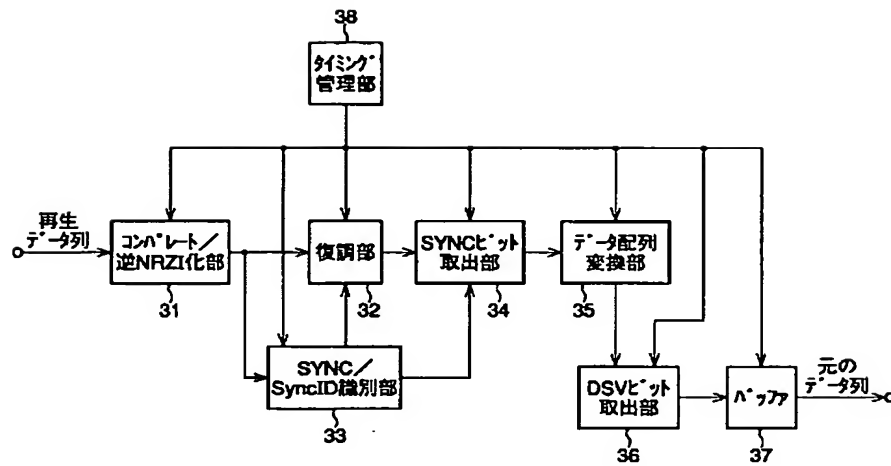 38
タイミング
管理部
再生
データ列
コンパレート／
逆NRZI化部
31
復調部
32
SYNCビット
取出部
34
データ配列
変換部
35
SYNC／
SyncID識別部
33
DSVビット
取出部
36
バッファ
37
元の
データ列